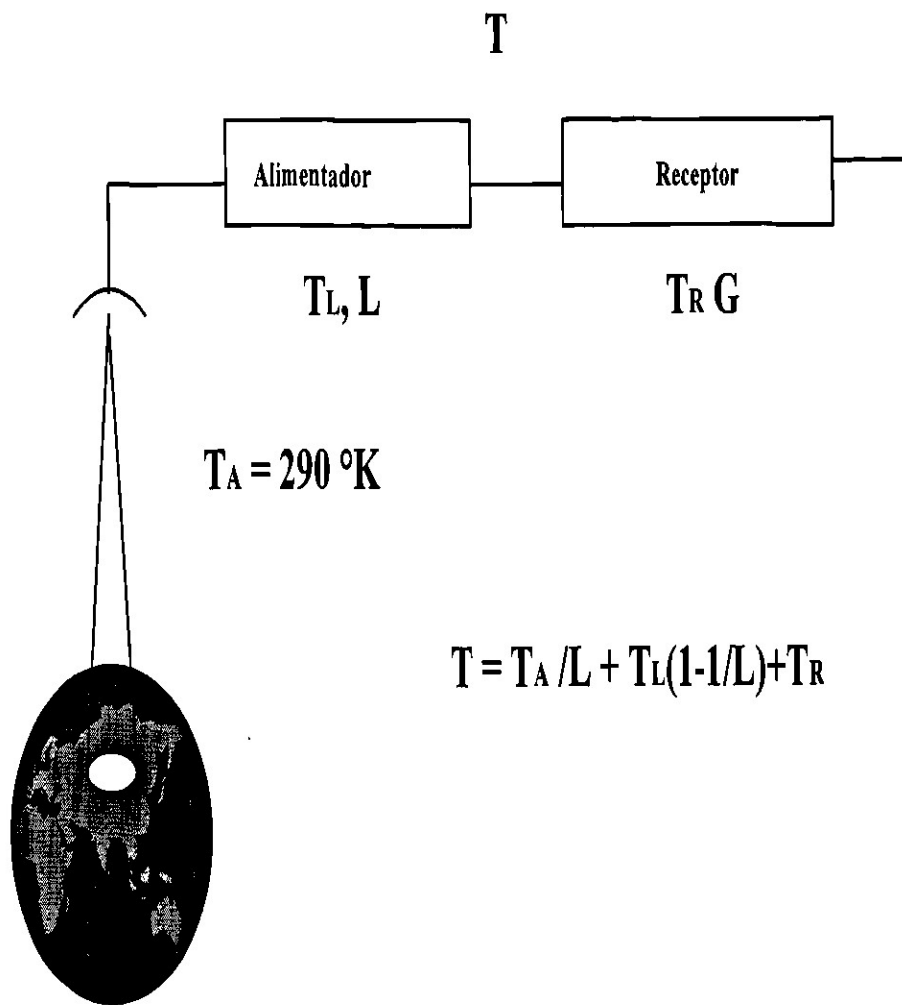 T
Alimentador
Receptor
TL, L
TR G
TA = 290 °K
T = TA /L + TL(1-1/L)+TR